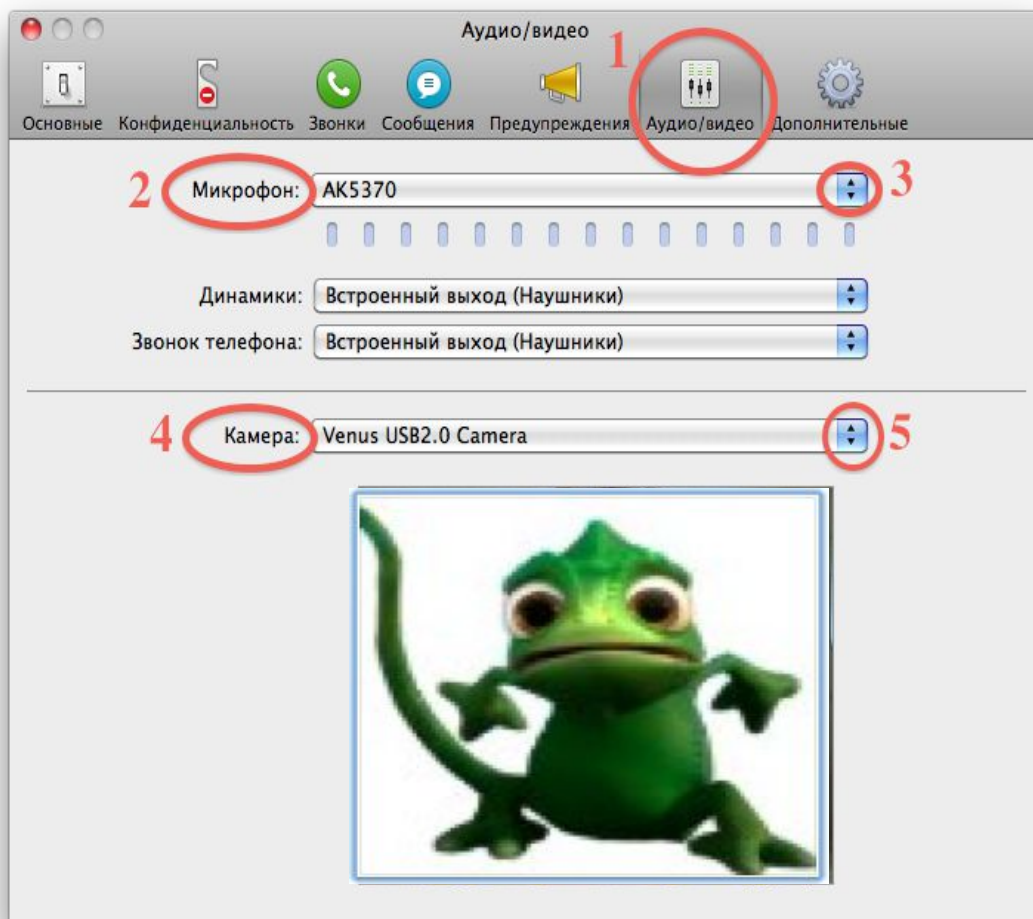 Аудио/видео
1
Основные Конфиденциальность Звонки Сообщения Предупреждения Аудио/видео Дополнительные
2 Микрофон: AK5370 3
Динамики: Встроенный выход (Наушники)
Звонок телефона: Встроенный выход (Наушники)
4 Камера: Venus USB2.0 Camera 5